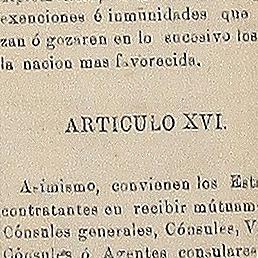 exenciones ó inmunidades que
zan ó gozaren en lo sucesivo los
la nacion mas favorecida.
ARTICULO XVI.
Asimismo, convienen los Esta
contratantes en recibir mútuam
Cónsules generales, Cónsules, V
Cónsules ó Agentes consulares